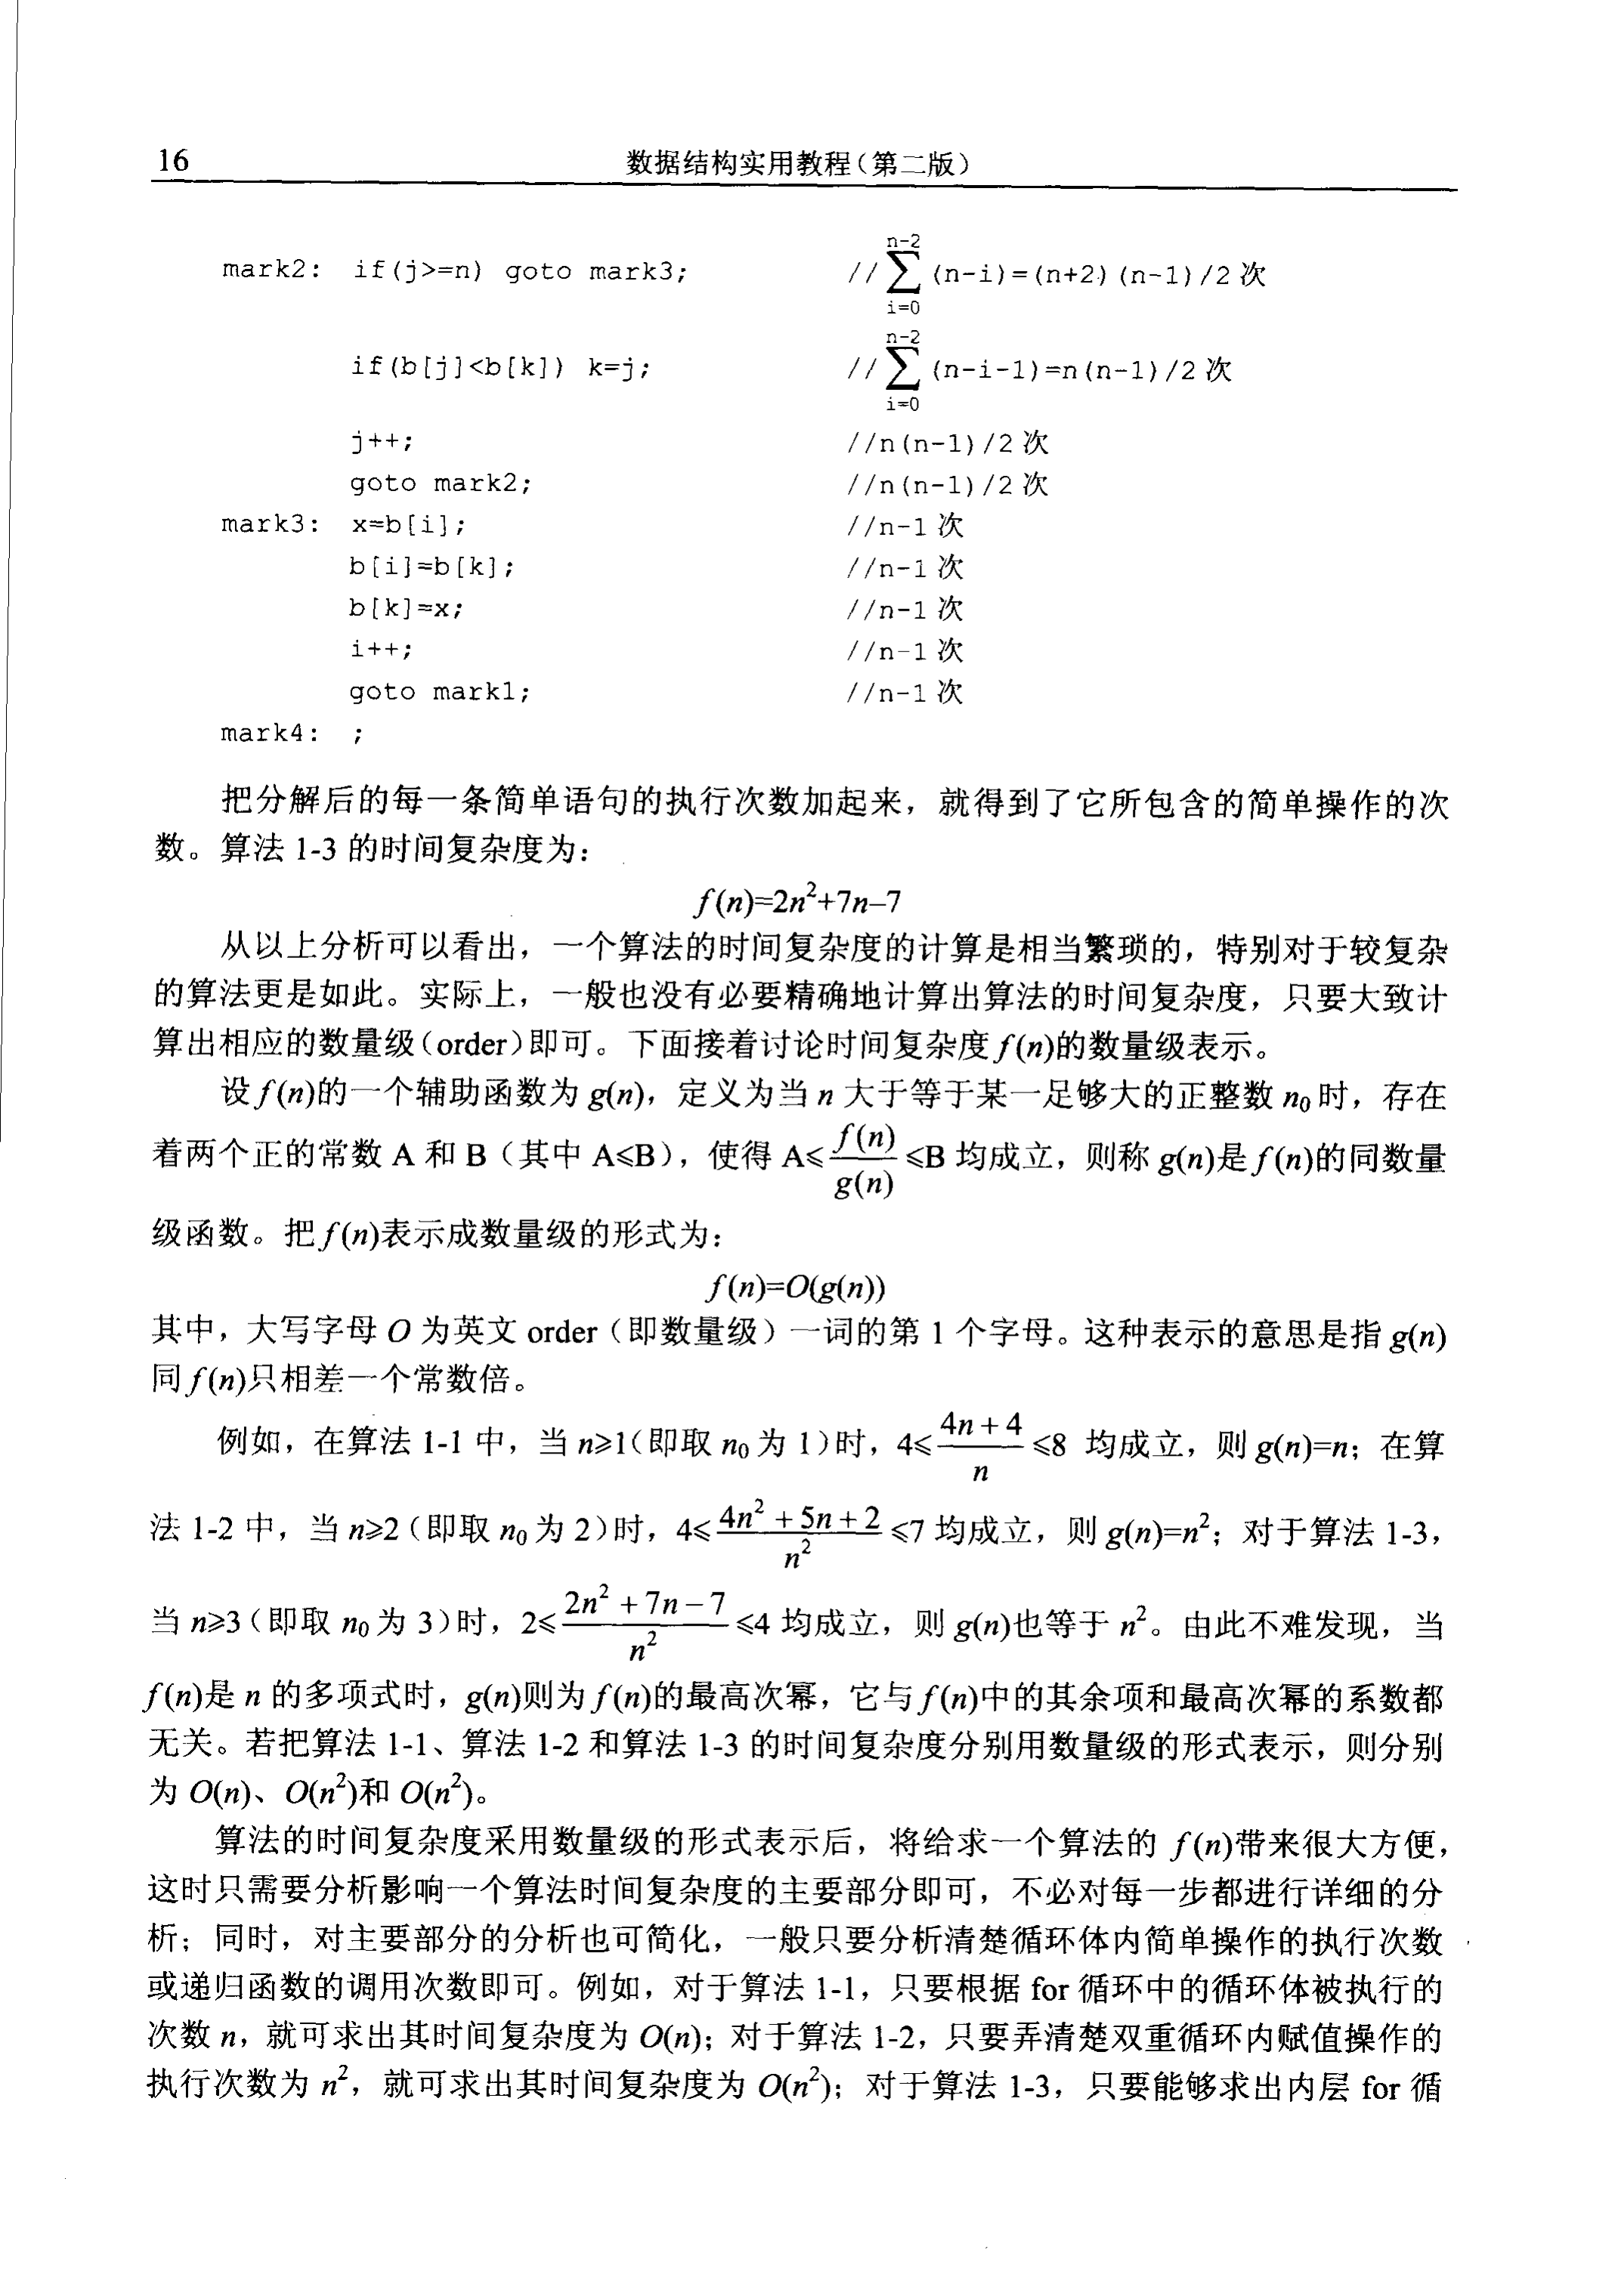 16 数据结构实用教程(第二版)
mark2: if(j>=n) goto mark3; //∑(i=0..n-2)(n-i)=(n+2)(n-1)/2 次
if(b[j]<b[k]) k=j; //∑(i=0..n-2)(n-i-1)=n(n-1)/2 次
j++; //n(n-1)/2 次
goto mark2; //n(n-1)/2 次
mark3: x=b[i]; //n-1 次
b[i]=b[k]; //n-1 次
b[k]=x; //n-1 次
i++; //n-1 次
goto mark1; //n-1 次
mark4: ;
把分解后的每一条简单语句的执行次数加起来，就得到了它所包含的简单操作的次
数。算法 1-3 的时间复杂度为：
f(n)=2n²+7n–7
从以上分析可以看出，一个算法的时间复杂度的计算是相当繁琐的，特别对于较复杂
的算法更是如此。实际上，一般也没有必要精确地计算出算法的时间复杂度，只要大致计
算出相应的数量级(order)即可。下面接着讨论时间复杂度 f(n)的数量级表示。
设 f(n)的一个辅助函数为 g(n)，定义为当 n 大于等于某一足够大的正整数 n₀ 时，存在
着两个正的常数 A 和 B（其中 A≤B），使得 A≤f(n)/g(n)≤B 均成立，则称 g(n)是 f(n)的同数量
级函数。把 f(n)表示成数量级的形式为：
f(n)=O(g(n))
其中，大写字母 O 为英文 order（即数量级）一词的第 1 个字母。这种表示的意思是指 g(n)
同 f(n)只相差一个常数倍。
例如，在算法 1-1 中，当 n≥1(即取 n₀ 为 1)时，4≤(4n+4)/n≤8 均成立，则 g(n)=n；在算
法 1-2 中，当 n≥2（即取 n₀ 为 2)时，4≤(4n²+5n+2)/n²≤7 均成立，则 g(n)=n²；对于算法 1-3，
当 n≥3（即取 n₀ 为 3)时，2≤(2n²+7n−7)/n²≤4 均成立，则 g(n)也等于 n²。由此不难发现，当
f(n)是 n 的多项式时，g(n)则为 f(n)的最高次幂，它与 f(n)中的其余项和最高次幂的系数都
无关。若把算法 1-1、算法 1-2 和算法 1-3 的时间复杂度分别用数量级的形式表示，则分别
为 O(n)、O(n²)和 O(n²)。
算法的时间复杂度采用数量级的形式表示后，将给求一个算法的 f(n)带来很大方便，
这时只需要分析影响一个算法时间复杂度的主要部分即可，不必对每一步都进行详细的分
析；同时，对主要部分的分析也可简化，一般只要分析清楚循环体内简单操作的执行次数
或递归函数的调用次数即可。例如，对于算法 1-1，只要根据 for 循环中的循环体被执行的
次数 n，就可求出其时间复杂度为 O(n)；对于算法 1-2，只要弄清楚双重循环内赋值操作的
执行次数为 n²，就可求出其时间复杂度为 O(n²)；对于算法 1-3，只要能够求出内层 for 循